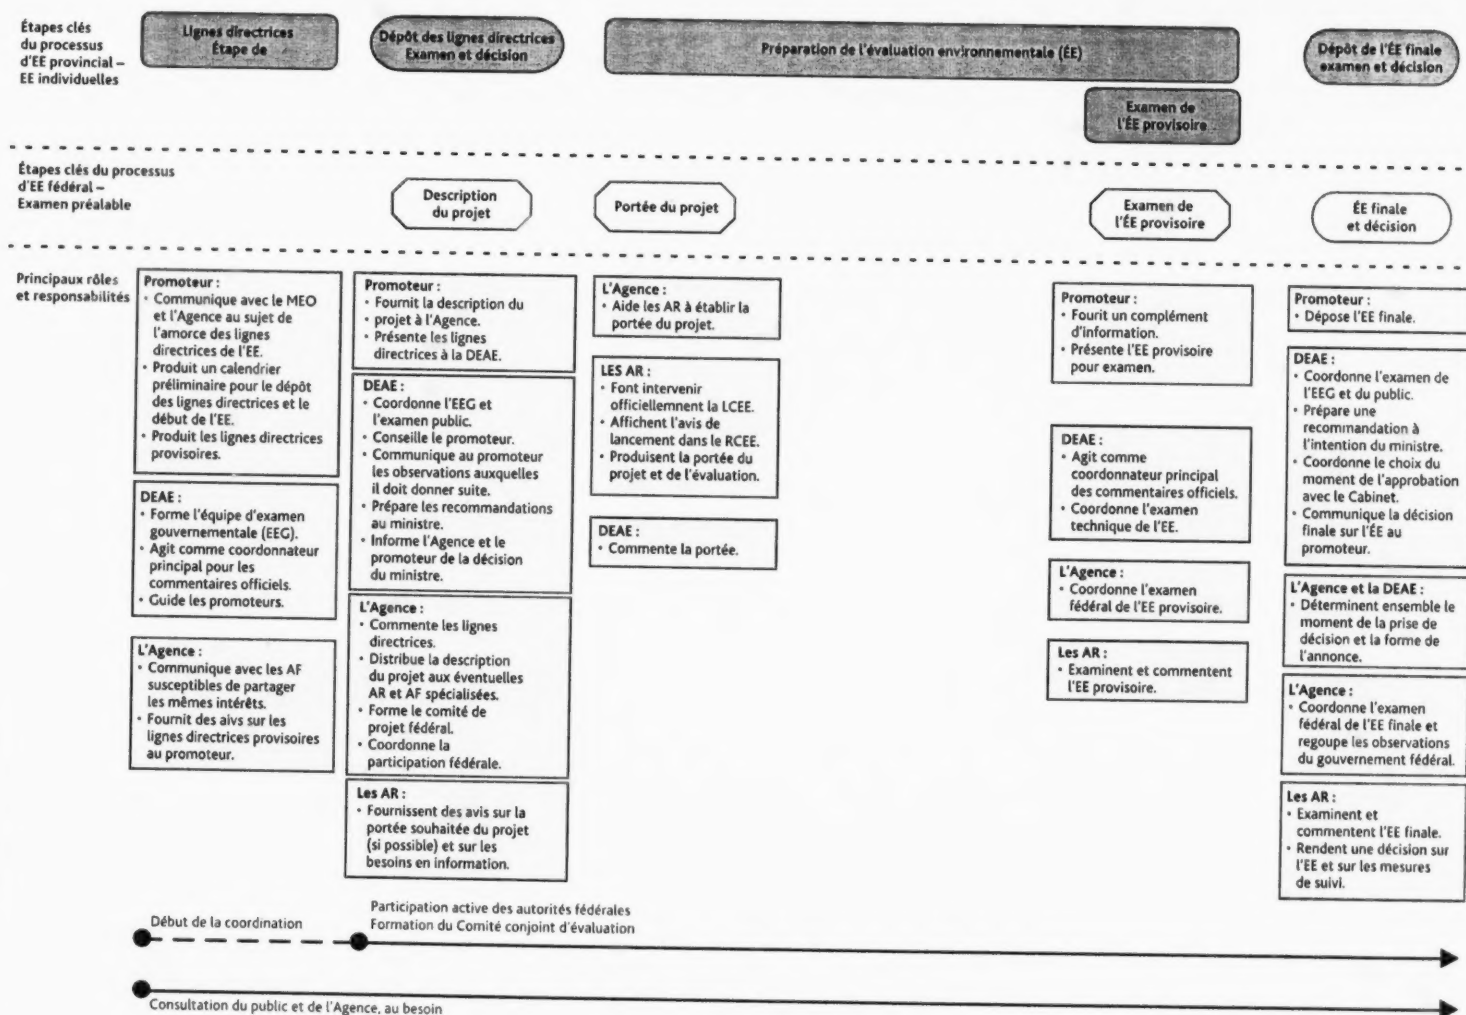 Étapes clés
du processus
d'EE provincial –
EE individuelles
Lignes directrices
Étape de
Dépôt des lignes directrices
Examen et décision
Préparation de l'évaluation environnementale (ÉE)
Examen de
l'ÉE provisoire
Dépôt de l'ÉE finale
examen et décision
Étapes clés du processus
d'EE fédéral –
Examen préalable
Description
du projet
Portée du projet
Examen de
l'ÉE provisoire
ÉE finale
et décision
Principaux rôles
et responsabilités
Promoteur :
• Communique avec le MEO
et l'Agence au sujet de
l'amorce des lignes
directrices de l'EE.
• Produit un calendrier
préliminaire pour le dépôt
des lignes directrices et le
début de l'EE.
• Produit les lignes directrices
provisoires.
DEAE :
• Forme l'équipe d'examen
gouvernementale (EEG).
• Agit comme coordonnateur
principal pour les
commentaires officiels.
• Guide les promoteurs.
L'Agence :
• Communique avec les AF
susceptibles de partager
les mêmes intérêts.
• Fournit des aivs sur les
lignes directrices provisoires
au promoteur.
Promoteur :
• Fournit la description du
• projet à l'Agence.
• Présente les lignes
directrices à la DEAE.
DEAE :
• Coordonne l'EEG et
l'examen public.
• Conseille le promoteur.
• Communique au promoteur
les observations auxquelles
il doit donner suite.
• Prépare les recommandations
au ministre.
• Informe l'Agence et le
promoteur de la décision
du ministre.
L'Agence :
• Commente les lignes
directrices.
• Distribue la description
du projet aux éventuelles
AR et AF spécialisées.
• Forme le comité de
projet fédéral.
• Coordonne la
participation fédérale.
Les AR :
• Fournissent des avis sur la
portée souhaitée du projet
(si possible) et sur les
besoins en information.
L'Agence :
• Aide les AR à établir la
portée du projet.
LES AR :
• Font intervenir
officiellemnent la LCEE.
• Affichent l'avis de
lancement dans le RCEE.
• Produisent la portée du
projet et de l'évaluation.
DEAE :
• Commente la portée.
Promoteur :
• Fourit un complément
d'information.
• Présente l'EE provisoire
pour examen.
DEAE :
• Agit comme
coordonnateur principal
des commentaires officiels.
• Coordonne l'examen
technique de l'EE.
L'Agence :
• Coordonne l'examen
fédéral de l'EE provisoire.
Les AR :
• Examinent et commentent
l'EE provisoire.
Promoteur :
• Dépose l'EE finale.
DEAE :
• Coordonne l'examen de
l'EEG et du public.
• Prépare une
recommandation à
l'intention du ministre.
• Coordonne le choix du
moment de l'approbation
avec le Cabinet.
• Communique la décision
finale sur l'ÉE au
promoteur.
L'Agence et la DEAE :
• Déterminent ensemble le
moment de la prise de
décision et la forme de
l'annonce.
L'Agence :
• Coordonne l'examen
fédéral de l'EE finale et
regoupe les observations
du gouvernement fédéral.
Les AR :
• Examinent et
commentent l'EE finale.
• Rendent une décision sur
l'EE et sur les mesures
de suivi.
Début de la coordination
Participation active des autorités fédérales
Formation du Comité conjoint d'évaluation
Consultation du public et de l'Agence, au besoin